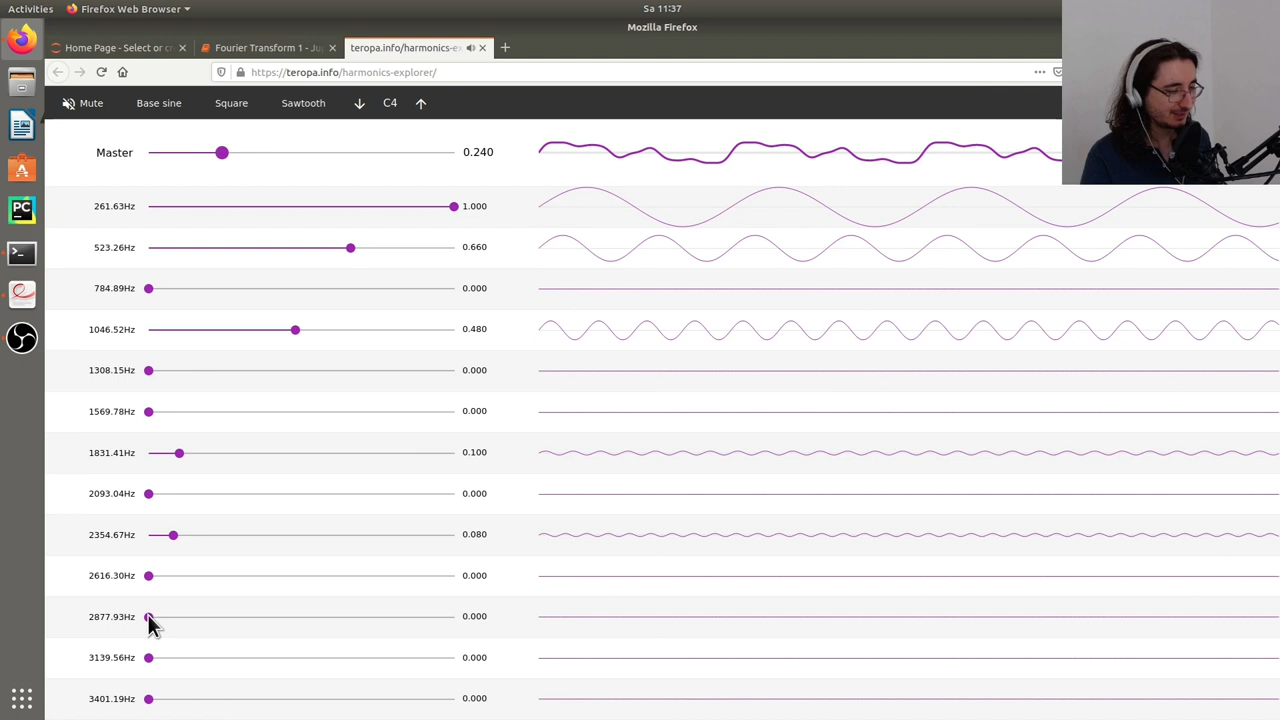 Activities Firefox Web Browser Sa 11:37
Mozilla Firefox
Home Page - Select or c
Fourier Transform 1 - Ju
teropa.info/harmonics-e
https://teropa.info/harmonics-explorer/
Mute Base sine Square Sawtooth C4
Master 0.240
261.63Hz 1.000
523.26Hz 0.660
784.89Hz 0.000
1046.52Hz 0.480
1308.15Hz 0.000
1569.78Hz 0.000
1831.41Hz 0.100
2093.04Hz 0.000
2354.67Hz 0.080
2616.30Hz 0.000
2877.93Hz 0.000
3139.56Hz 0.000
3401.19Hz 0.000
PC